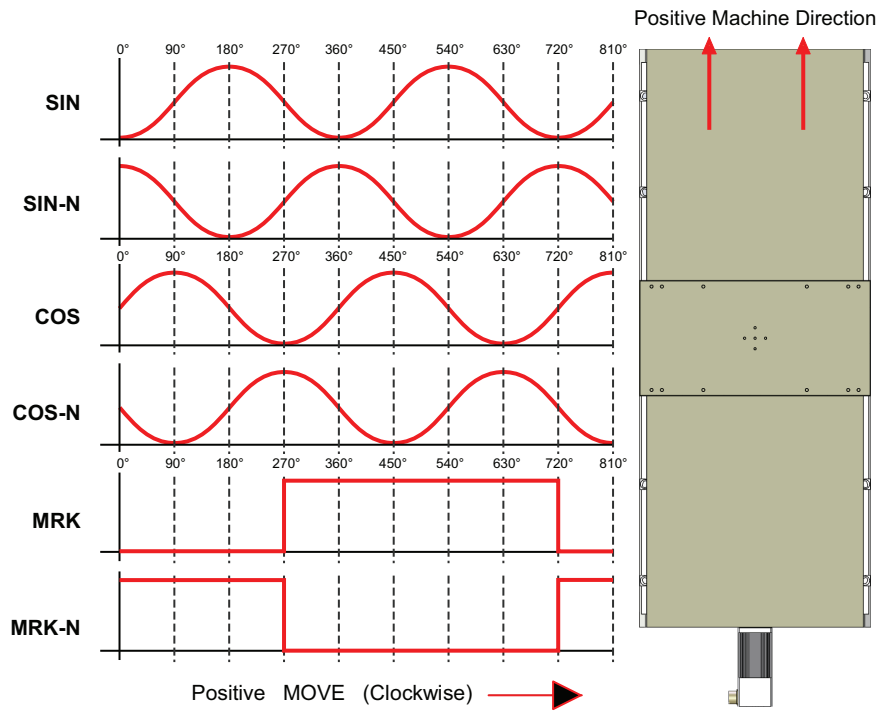 Positive Machine Direction
0° 90° 180° 270° 360° 450° 540° 630° 720° 810°
SIN
SIN-N
0° 90° 180° 270° 360° 450° 540° 630° 720° 810°
COS
COS-N
0° 90° 180° 270° 360° 450° 540° 630° 720° 810°
MRK
MRK-N
Positive MOVE (Clockwise)